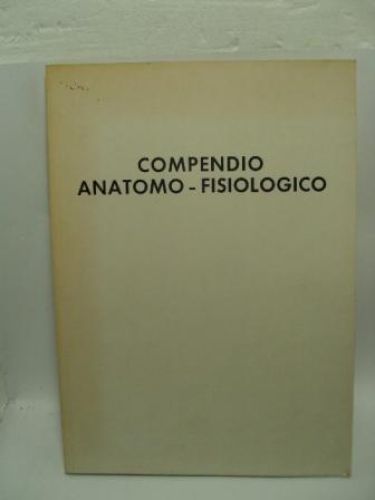 COMPENDIO
ANATOMO - FISIOLOGICO